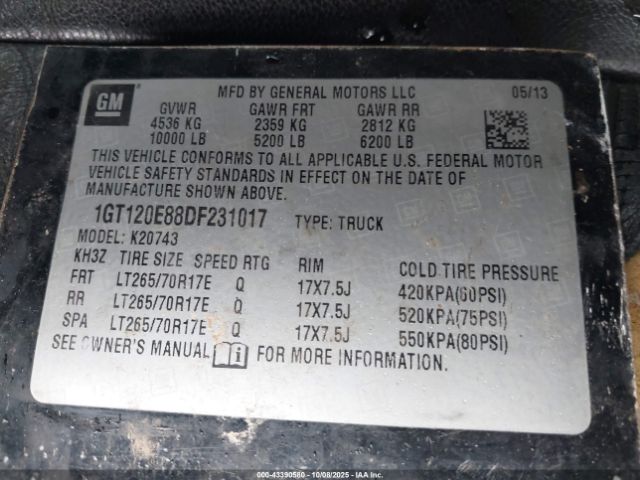 GM
MFD BY GENERAL MOTORS LLC 05/13
GVWR GAWR FRT GAWR RR
4536 KG 2359 KG 2812 KG
10000 LB 5200 LB 6200 LB
THIS VEHICLE CONFORMS TO ALL APPLICABLE U.S. FEDERAL MOTOR
VEHICLE SAFETY STANDARDS IN EFFECT ON THE DATE OF
MANUFACTURE SHOWN ABOVE.
1GT120E88DF231017 TYPE: TRUCK
MODEL: K20743
KH3Z TIRE SIZE SPEED RTG RIM COLD TIRE PRESSURE
FRT LT265/70R17E Q 17X7.5J 420KPA(60PSI)
RR LT265/70R17E Q 17X7.5J 520KPA(75PSI)
SPA LT265/70R17E Q 17X7.5J 550KPA(80PSI)
SEE OWNER'S MANUAL FOR MORE INFORMATION.
000-43390580 - 10/08/2025 - IAAI.COM